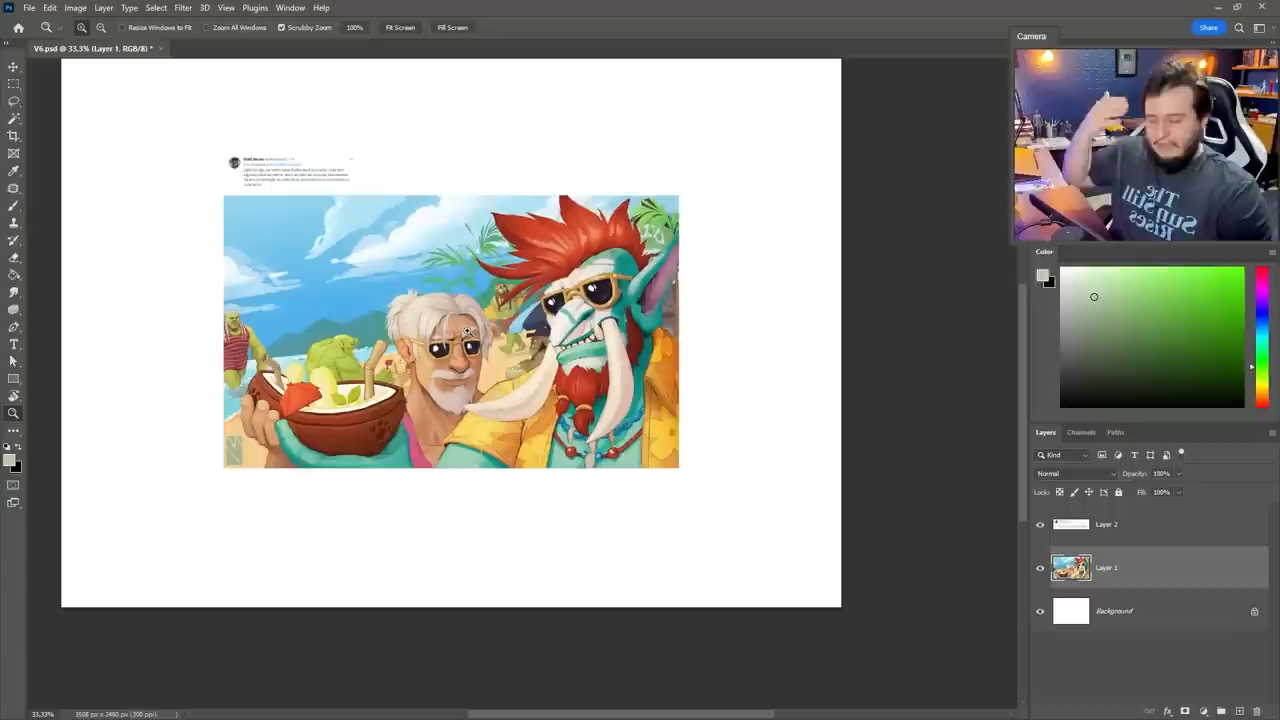 File Edit Image Layer Type Select Filter 3D View Plugins Window Help
Resize Windows to Fit Zoom All Windows Scrubby Zoom 100% Fit Screen Fill Screen Share
V6.psd @ 33,3% (Layer 1, RGB/8) *
Camera
Sun
Rises
Color
Layers Channels Paths
Kind
Normal Opacity: 100%
Lock: Fill: 100%
Layer 2
Layer 1
Background
33,33% 3508 px x 2480 px (300 ppi)